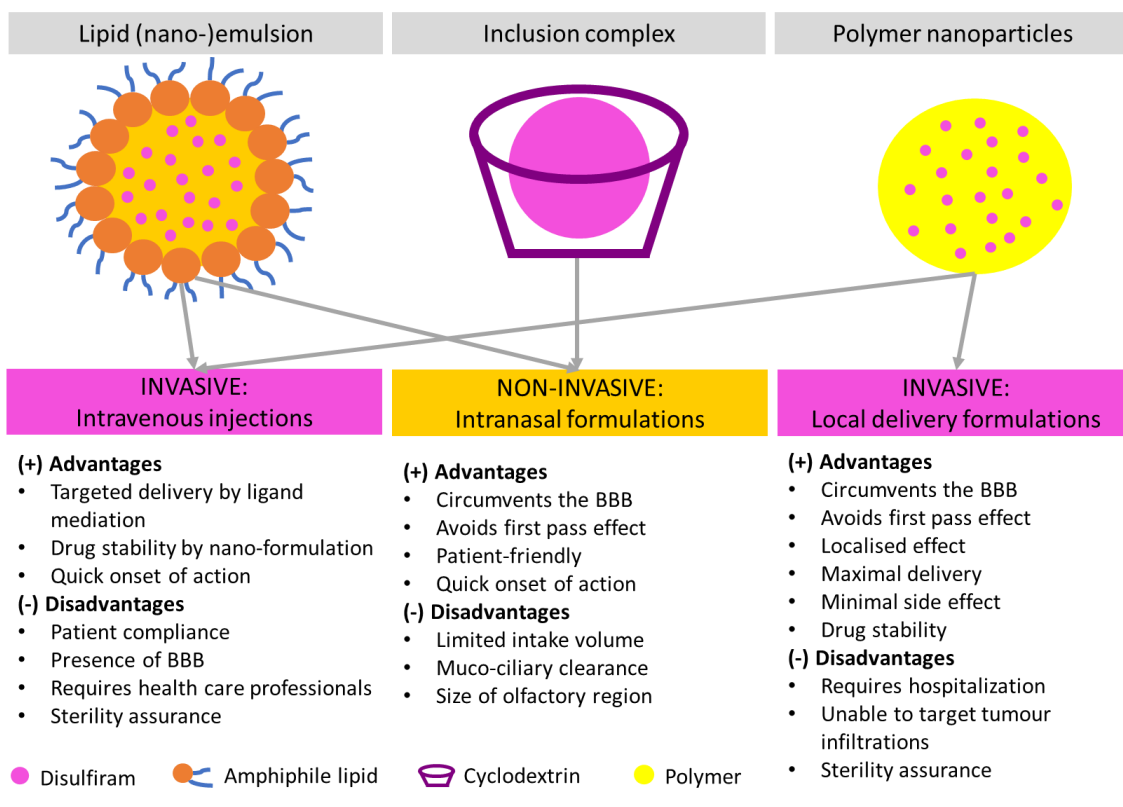 Lipid (nano-)emulsion
Inclusion complex
Polymer nanoparticles
INVASIVE:
Intravenous injections
(+) Advantages
• Targeted delivery by ligand
mediation
• Drug stability by nano-formulation
• Quick onset of action
(-) Disadvantages
• Patient compliance
• Presence of BBB
• Requires health care professionals
• Sterility assurance
NON-INVASIVE:
Intranasal formulations
(+) Advantages
• Circumvents the BBB
• Avoids first pass effect
• Patient-friendly
• Quick onset of action
(-) Disadvantages
• Limited intake volume
• Muco-ciliary clearance
• Size of olfactory region
INVASIVE:
Local delivery formulations
(+) Advantages
• Circumvents the BBB
• Avoids first pass effect
• Localised effect
• Maximal delivery
• Minimal side effect
• Drug stability
(-) Disadvantages
• Requires hospitalization
• Unable to target tumour
infiltrations
• Sterility assurance
Disulfiram
Amphiphile lipid
Cyclodextrin
Polymer